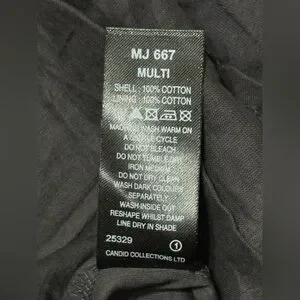 MJ 667
MULTI
SHELL : 100% COTTON
LINING : 100% COTTON
MACHINE WASH WARM ON
A GENTLE CYCLE
DO NOT BLEACH
DO NOT TUMBLE DRY
IRON MEDIUM
DO NOT DRY CLEAN
WASH DARK COLOURS
SEPARATELY
WASH INSIDE OUT
RESHAPE WHILST DAMP
LINE DRY IN SHADE
25329 1
CANDID COLLECTIONS LTD